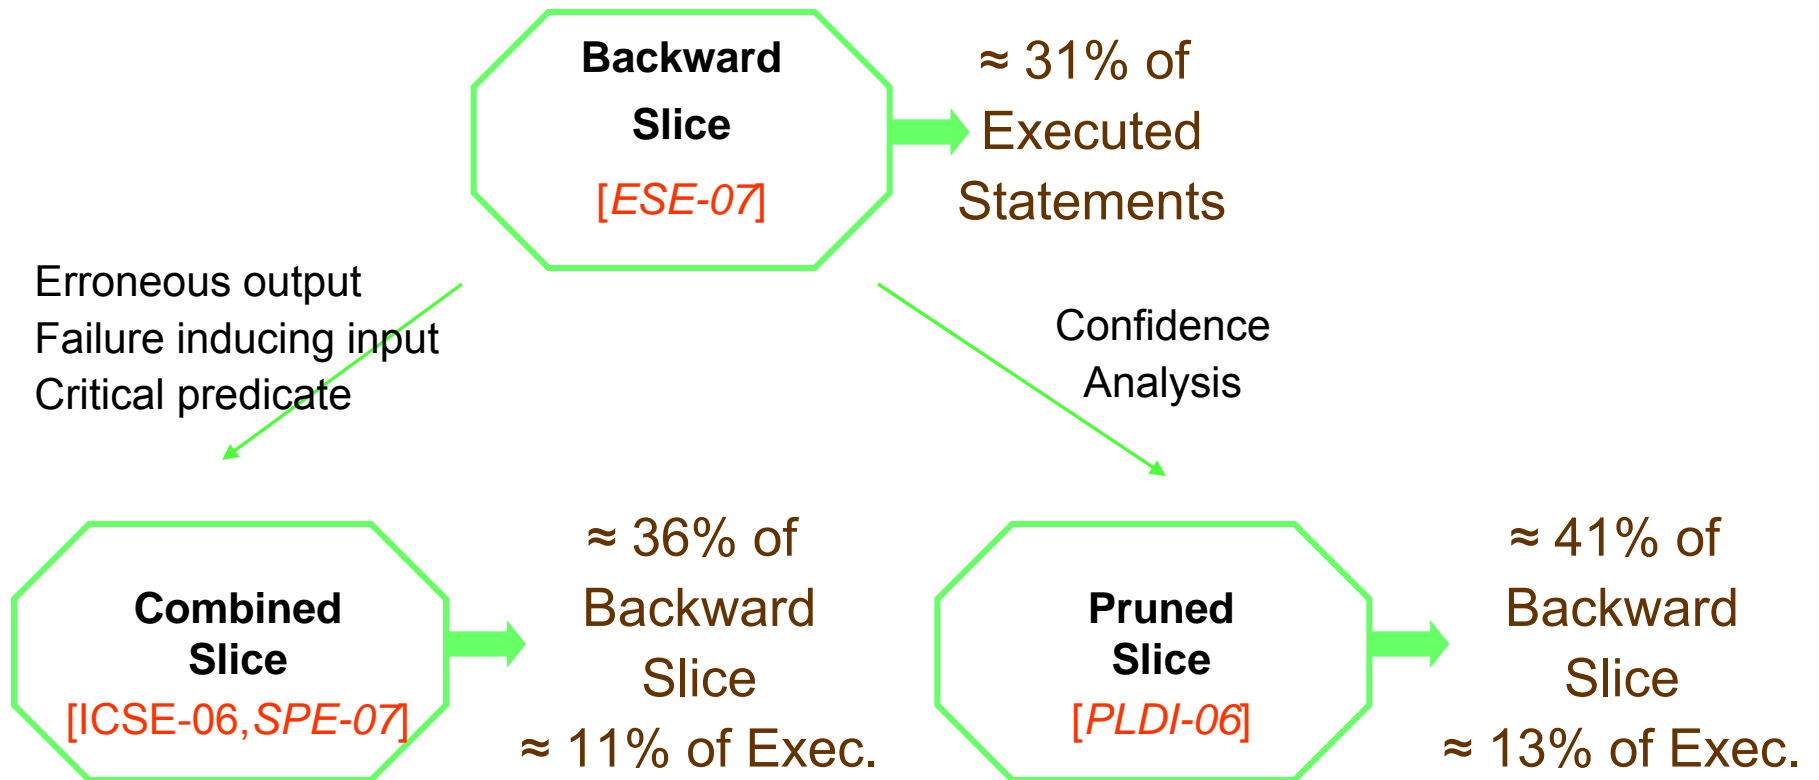 Backward
Slice
[ESE-07]
≈ 31% of
Executed
Statements
Erroneous output
Failure inducing input
Critical predicate
Confidence
Analysis
Combined
Slice
[ICSE-06,SPE-07]
≈ 36% of
Backward
Slice
≈ 11% of Exec.
Pruned
Slice
[PLDI-06]
≈ 41% of
Backward
Slice
≈ 13% of Exec.